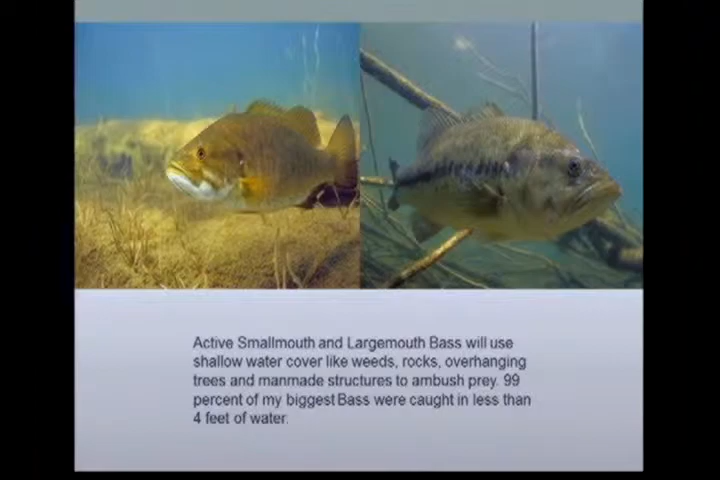 Active Smallmouth and Largemouth Bass will use
shallow water cover like weeds, rocks, overhanging
trees and manmade structures to ambush prey. 99
percent of my biggest Bass were caught in less than
4 feet of water.